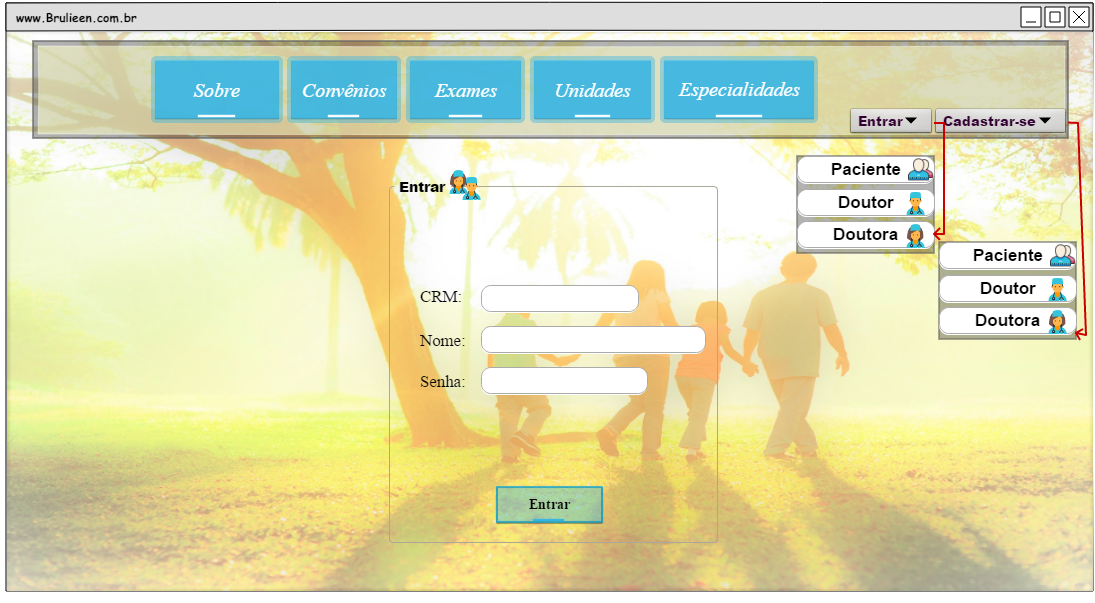 www.Brulieen.com.br
Sobre
Convênios
Exames
Unidades
Especialidades
Entrar
Cadastrar-se
Paciente
Doutor
Doutora
Paciente
Doutor
Doutora
Entrar
CRM:
Nome:
Senha:
Entrar